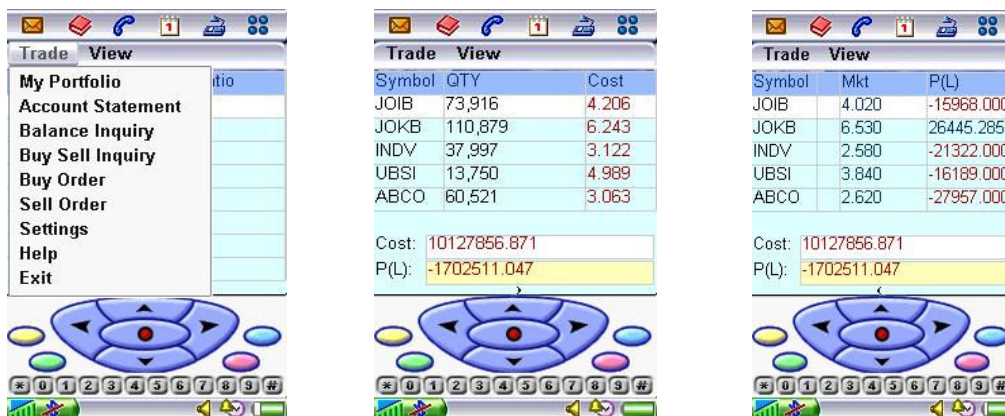 1
Trade View
tio
My Portfolio
Account Statement
Balance Inquiry
Buy Sell Inquiry
Buy Order
Sell Order
Settings
Help
Exit
* 0 1 2 3 4 5 6 7 8 9 #
1
Trade View
Symbol QTY Cost
JOIB 73,916 4.206
JOKB 110,879 6.243
INDV 37,997 3.122
UBSI 13,750 4.989
ABCO 60,521 3.063
Cost: 10127856.871
P(L): -1702511.047
* 0 1 2 3 4 5 6 7 8 9 #
1
Trade View
Symbol Mkt P(L)
JOIB 4.020 -15968.000
JOKB 6.530 26445.285
INDV 2.580 -21322.000
UBSI 3.840 -16189.000
ABCO 2.620 -27957.000
Cost: 10127856.871
P(L): -1702511.047
* 0 1 2 3 4 5 6 7 8 9 #